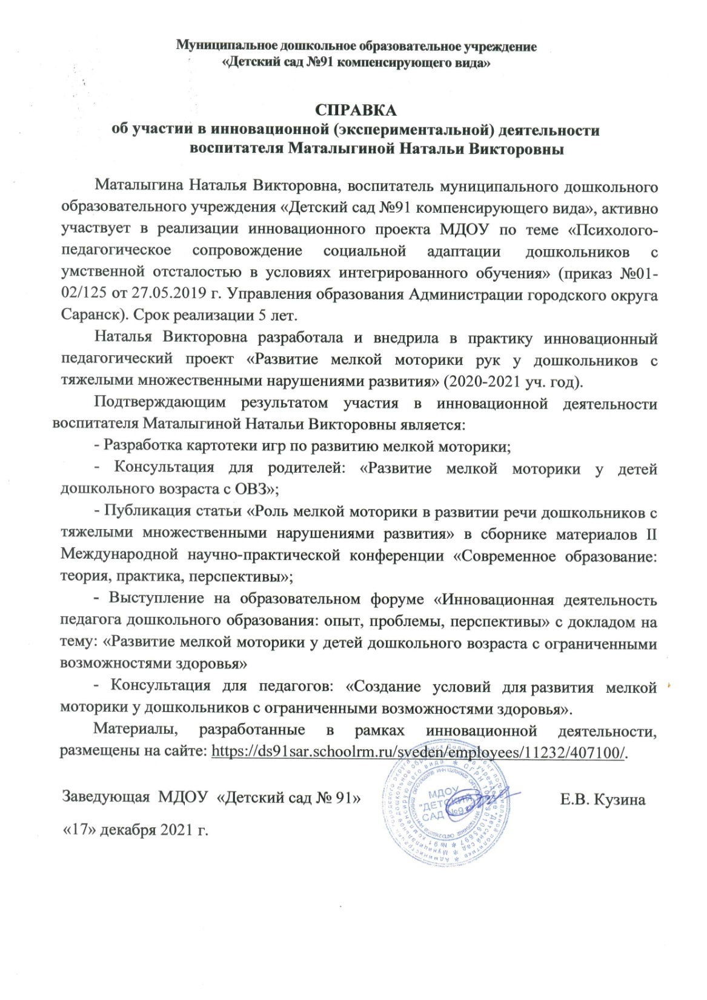 Муниципальное дошкольное образовательное учреждение
«Детский сад №91 компенсирующего вида»
СПРАВКА
об участии в инновационной (экспериментальной) деятельности
воспитателя Маталыгиной Натальи Викторовны
Маталыгина Наталья Викторовна, воспитатель муниципального дошкольного
образовательного учреждения «Детский сад №91 компенсирующего вида», активно
участвует в реализации инновационного проекта МДОУ по теме «Психолого-
педагогическое сопровождение социальной адаптации дошкольников с
умственной отсталостью в условиях интегрированного обучения» (приказ №01-
02/125 от 27.05.2019 г. Управления образования Администрации городского округа
Саранск). Срок реализации 5 лет.
Наталья Викторовна разработала и внедрила в практику инновационный
педагогический проект «Развитие мелкой моторики рук у дошкольников с
тяжелыми множественными нарушениями развития» (2020-2021 уч. год).
Подтверждающим результатом участия в инновационной деятельности
воспитателя Маталыгиной Натальи Викторовны является:
- Разработка картотеки игр по развитию мелкой моторики;
- Консультация для родителей: «Развитие мелкой моторики у детей
дошкольного возраста с ОВЗ»;
- Публикация статьи «Роль мелкой моторики в развитии речи дошкольников с
тяжелыми множественными нарушениями развития» в сборнике материалов II
Международной научно-практической конференции «Современное образование:
теория, практика, перспективы»;
- Выступление на образовательном форуме «Инновационная деятельность
педагога дошкольного образования: опыт, проблемы, перспективы» с докладом на
тему: «Развитие мелкой моторики у детей дошкольного возраста с ограниченными
возможностями здоровья»
- Консультация для педагогов: «Создание условий для развития мелкой
моторики у дошкольников с ограниченными возможностями здоровья».
Материалы, разработанные в рамках инновационной деятельности,
размещены на сайте: https://ds91sar.schoolrm.ru/sveden/employees/11232/407100/.
Заведующая МДОУ «Детский сад № 91» Е.В. Кузина
«17» декабря 2021 г.
МДОУ
"ДЕТСКИЙ
САД №91"